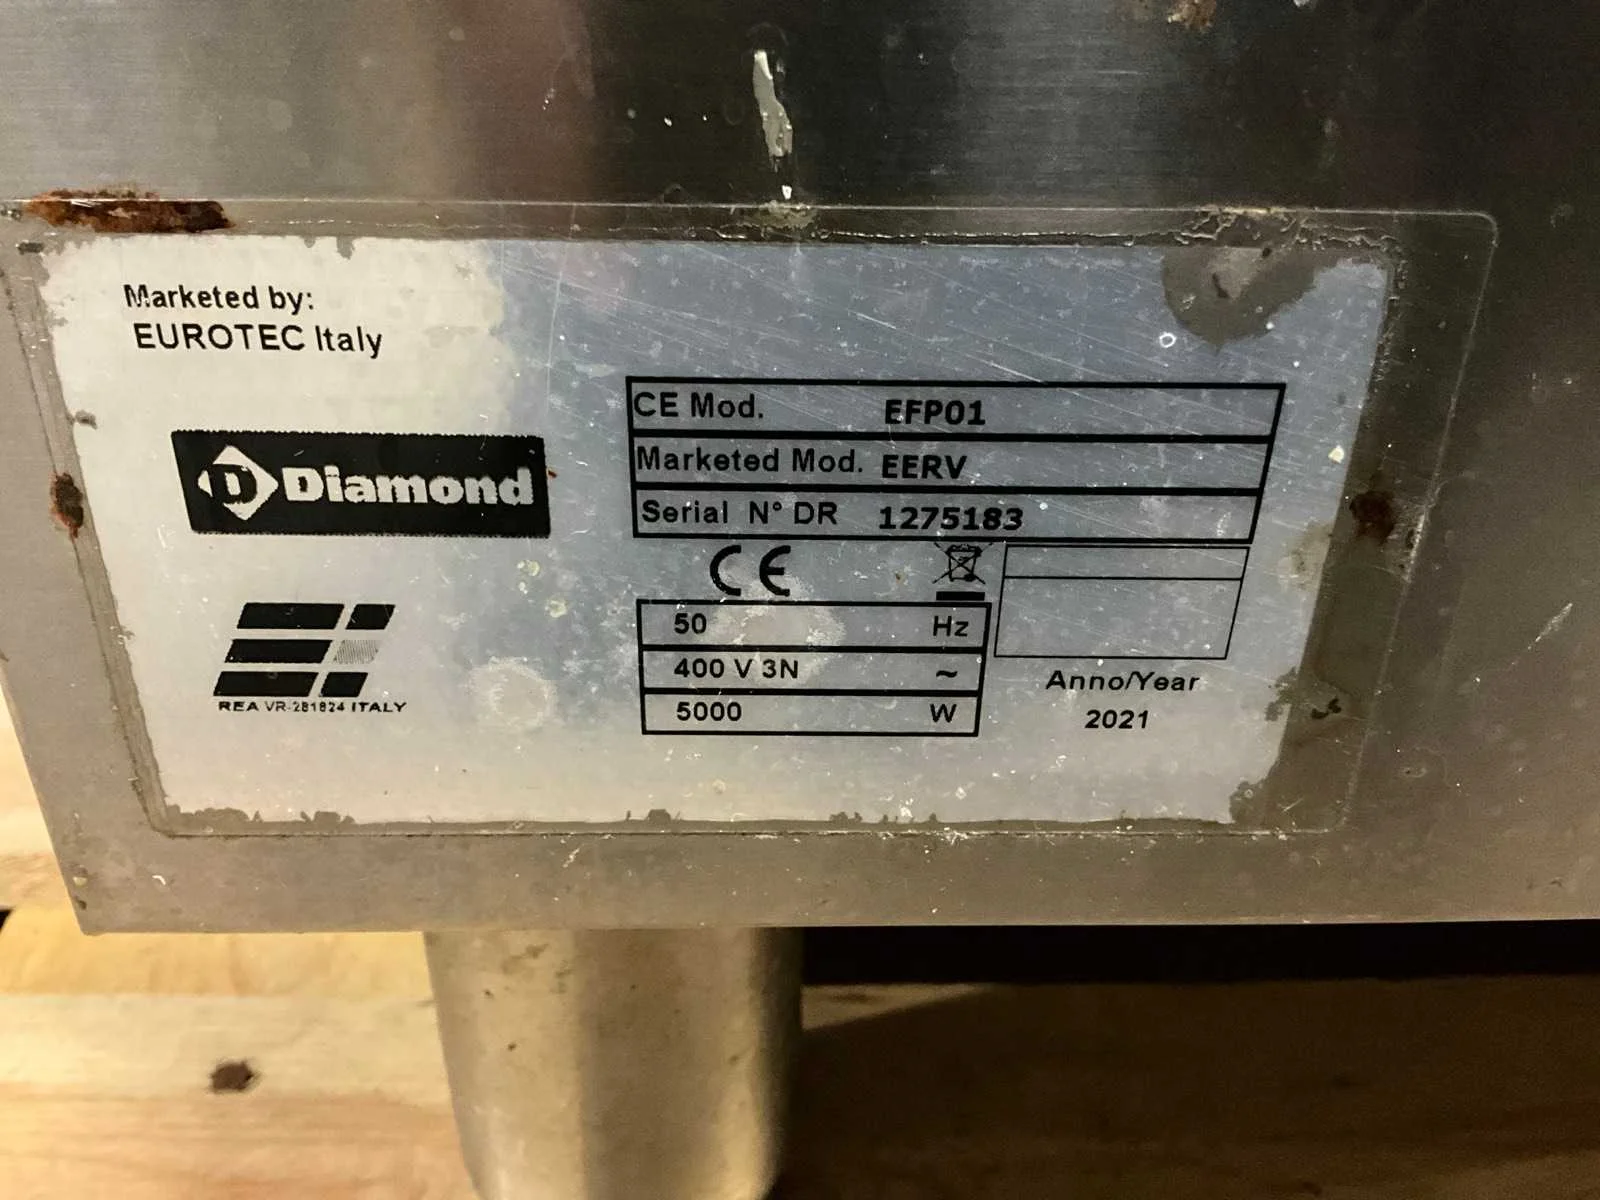 Marketed by:
EUROTEC Italy
Diamond
REA VR-281824 ITALY
CE Mod. EFP01
Marketed Mod. EERV
Serial N° DR 1275183
CE
50 Hz
400 V 3N ~
5000 W
Anno/Year
2021